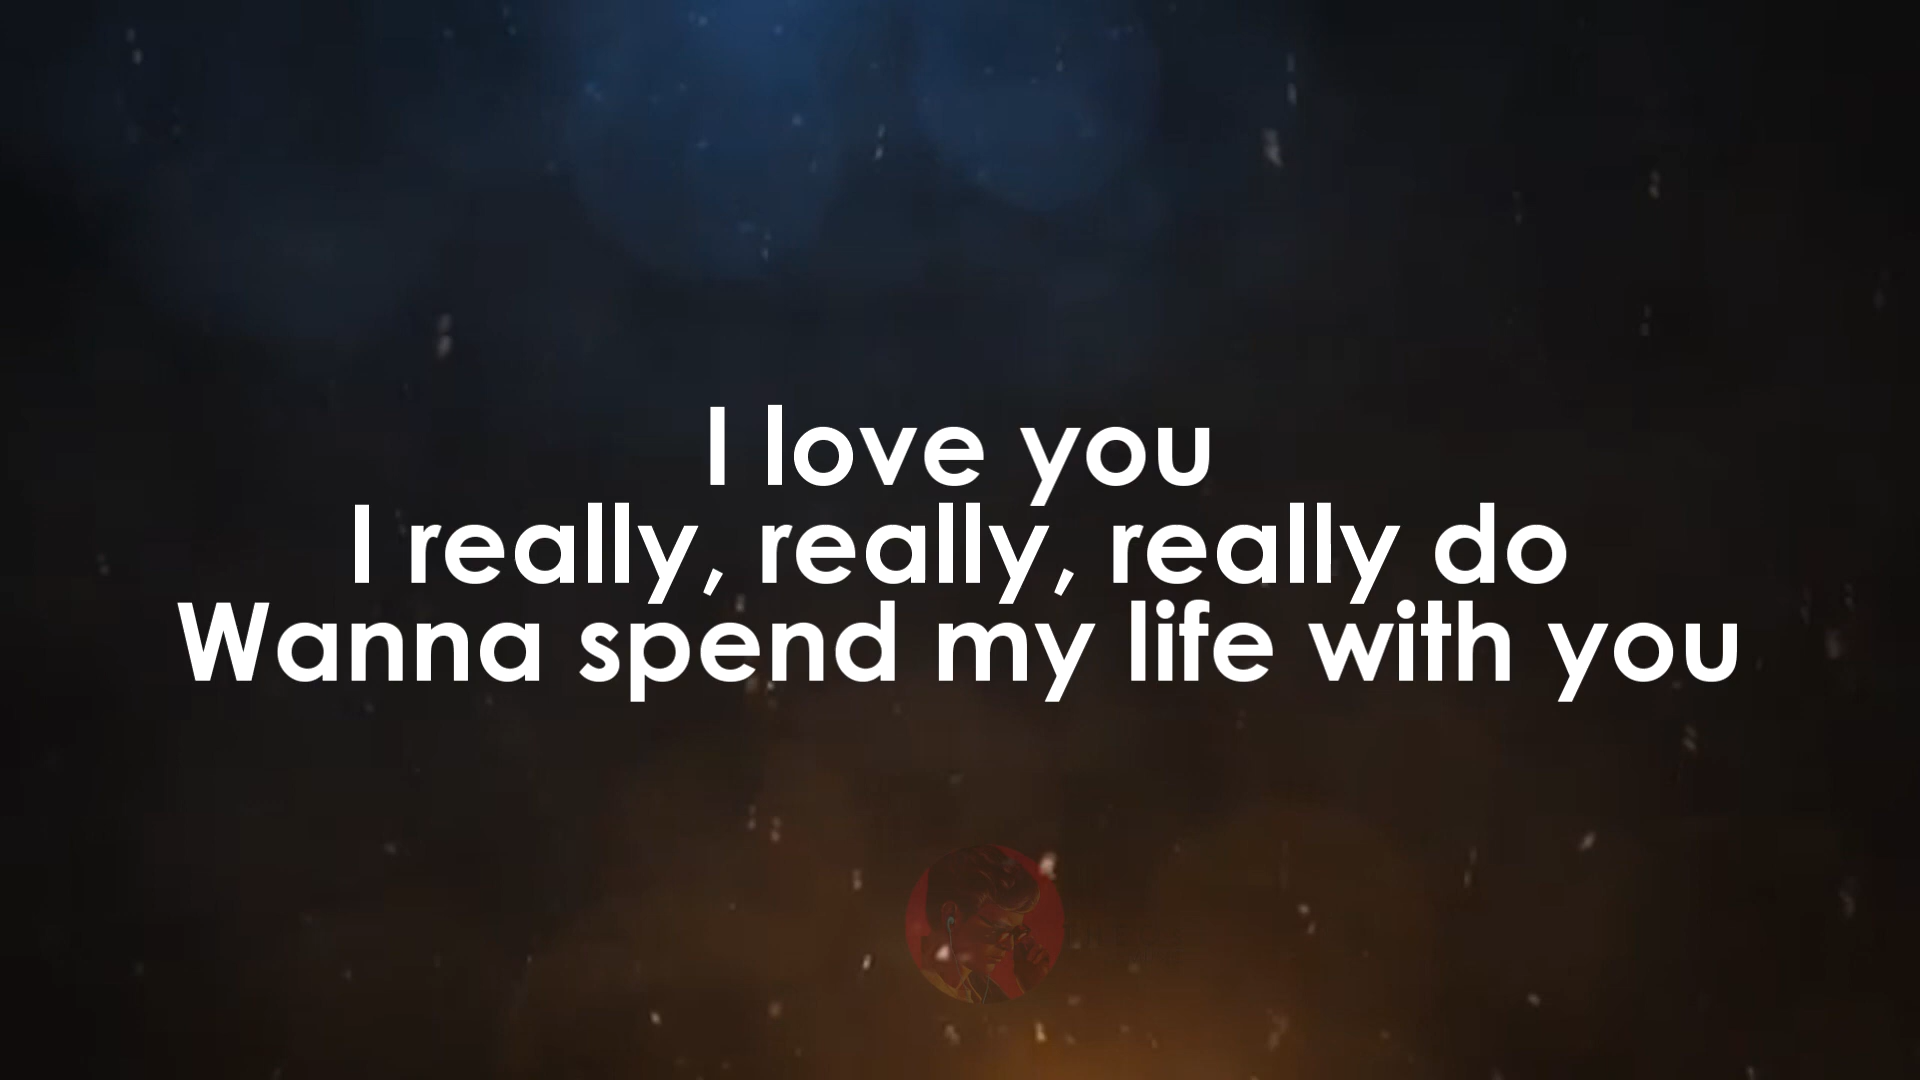 I love you
I really, really, really do
Wanna spend my life with you